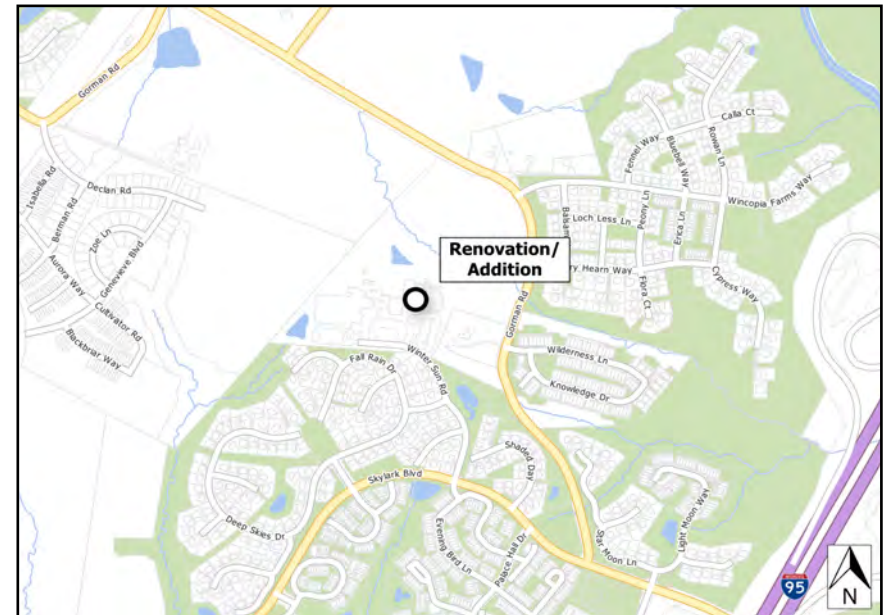 Gorman Rd
Calla Ct
Fennel Way
Bluebell Way
Rowan Ln
Isabella Rd
Declan Rd
Berman Rd
Zoe Ln
Genevieve Blvd
Aurora Way
Cultivator Rd
Blackbriar Way
Wincopia Farms Way
Loch Less Ln
Peony Ln
Erica Ln
Renovation/
Addition
Hearn Way
Flora Ct
Cypress Way
Gorman Rd
Winter Sun Rd
Fall Rain Dr
Wilderness Ln
Knowledge Dr
Shaded Day
Skylark Blvd
Deep Skies Dr
Evening Bird Ln
Palace Hall Dr
Star Moon Ln
Light Moon Way
95
N